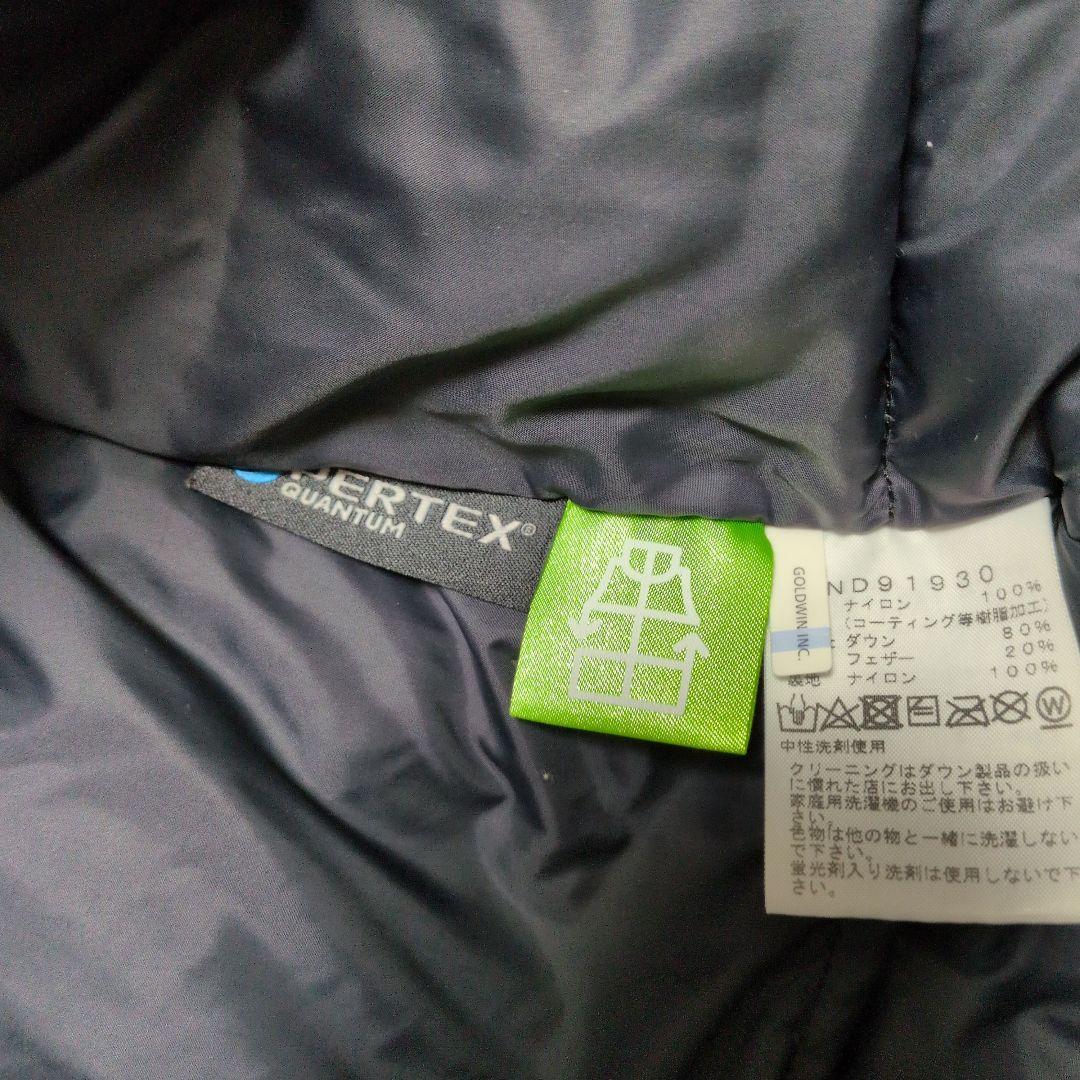 PERTEX®
QUANTUM
GOLDWIN INC.
ND91930
ナイロン 100%
(コーティング等樹脂加工)
ダウン 80%
フェザー 20%
裏地 ナイロン 100%
W
中性洗剤使用
クリーニングはダウン製品の扱い
に慣れた店にお出し下さい。
家庭用洗濯機のご使用はお避け下
さい。
色物は他の物と一緒に洗濯しない
で下さい。
蛍光剤入り洗剤は使用しないで下
さい。